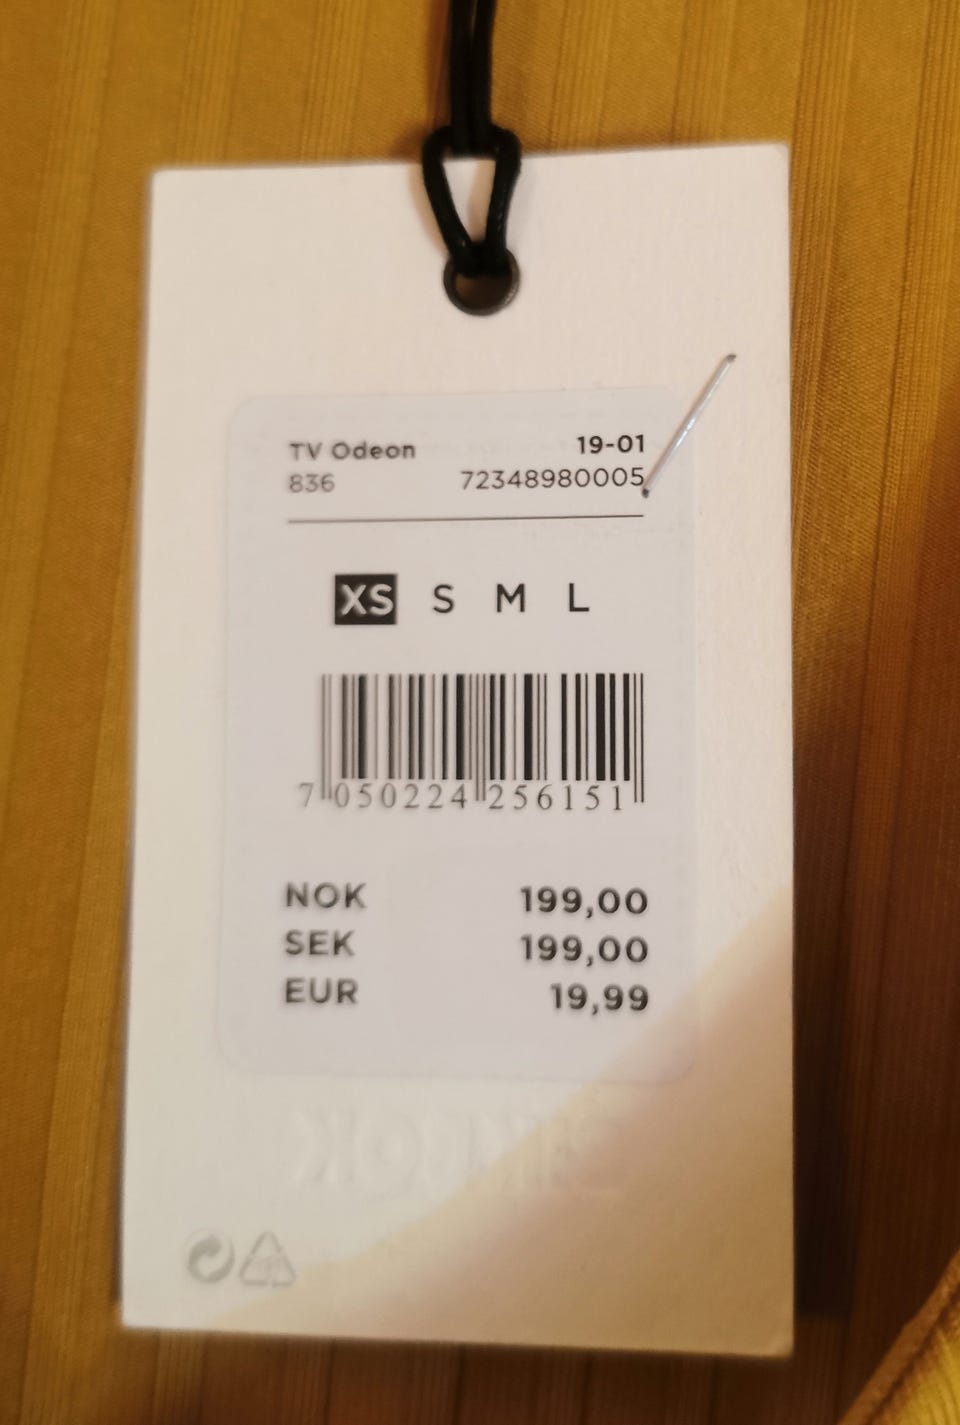 TV Odeon 19-01
836 72348980005
XS S M L
7 050224 256151
NOK 199,00
SEK 199,00
EUR 19,99